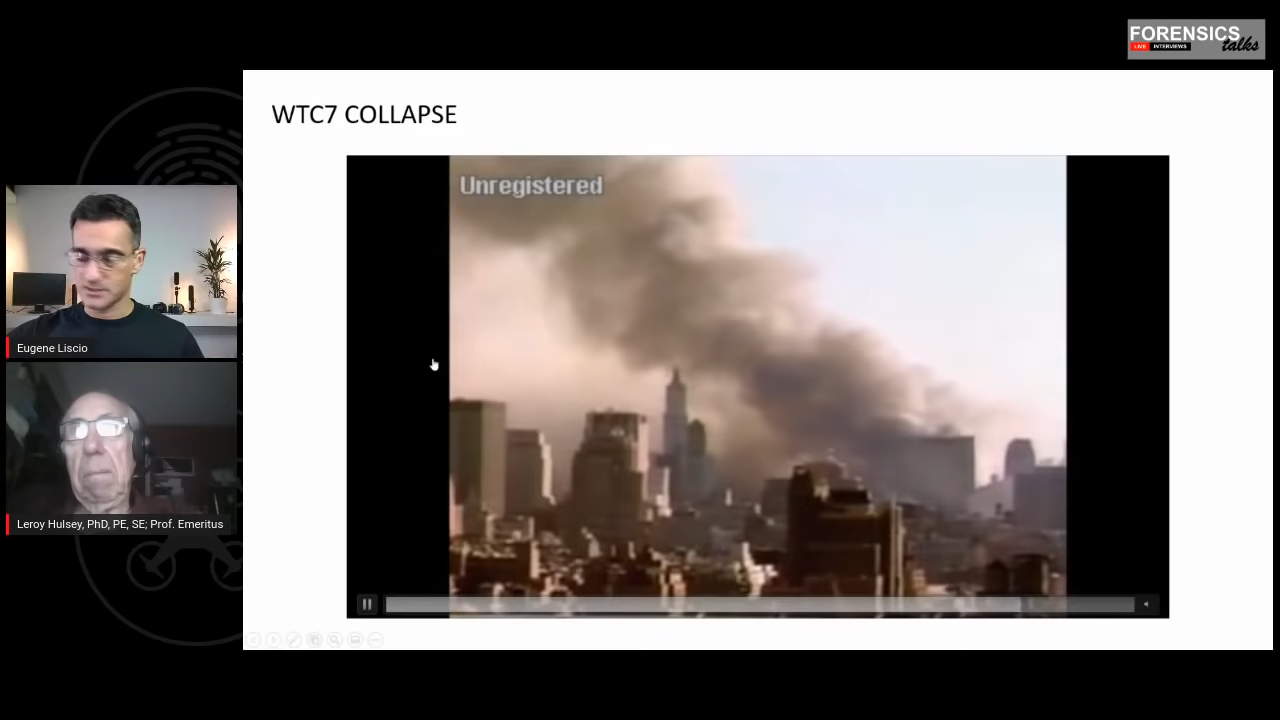 FORENSICS
LIVE INTERVIEWS talks
WTC7 COLLAPSE
Unregistered
Eugene Liscio
Leroy Hulsey, PhD, PE, SE; Prof. Emeritus